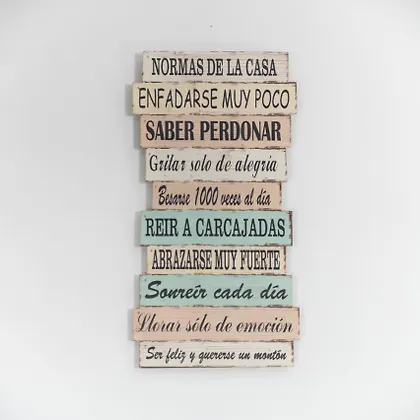 NORMAS DE LA CASA
ENFADARSE MUY POCO
SABER PERDONAR
Gritar solo de alegría
Besarse 1000 veces al día
REIR A CARCAJADAS
ABRAZARSE MUY FUERTE
Sonreír cada día
Llorar sólo de emoción
Ser feliz y quererse un montón